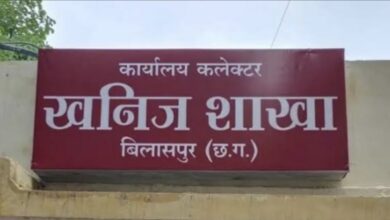 कार्यालय कलेक्टर
खनिज शाखा
बिलासपुर (छ.ग.)